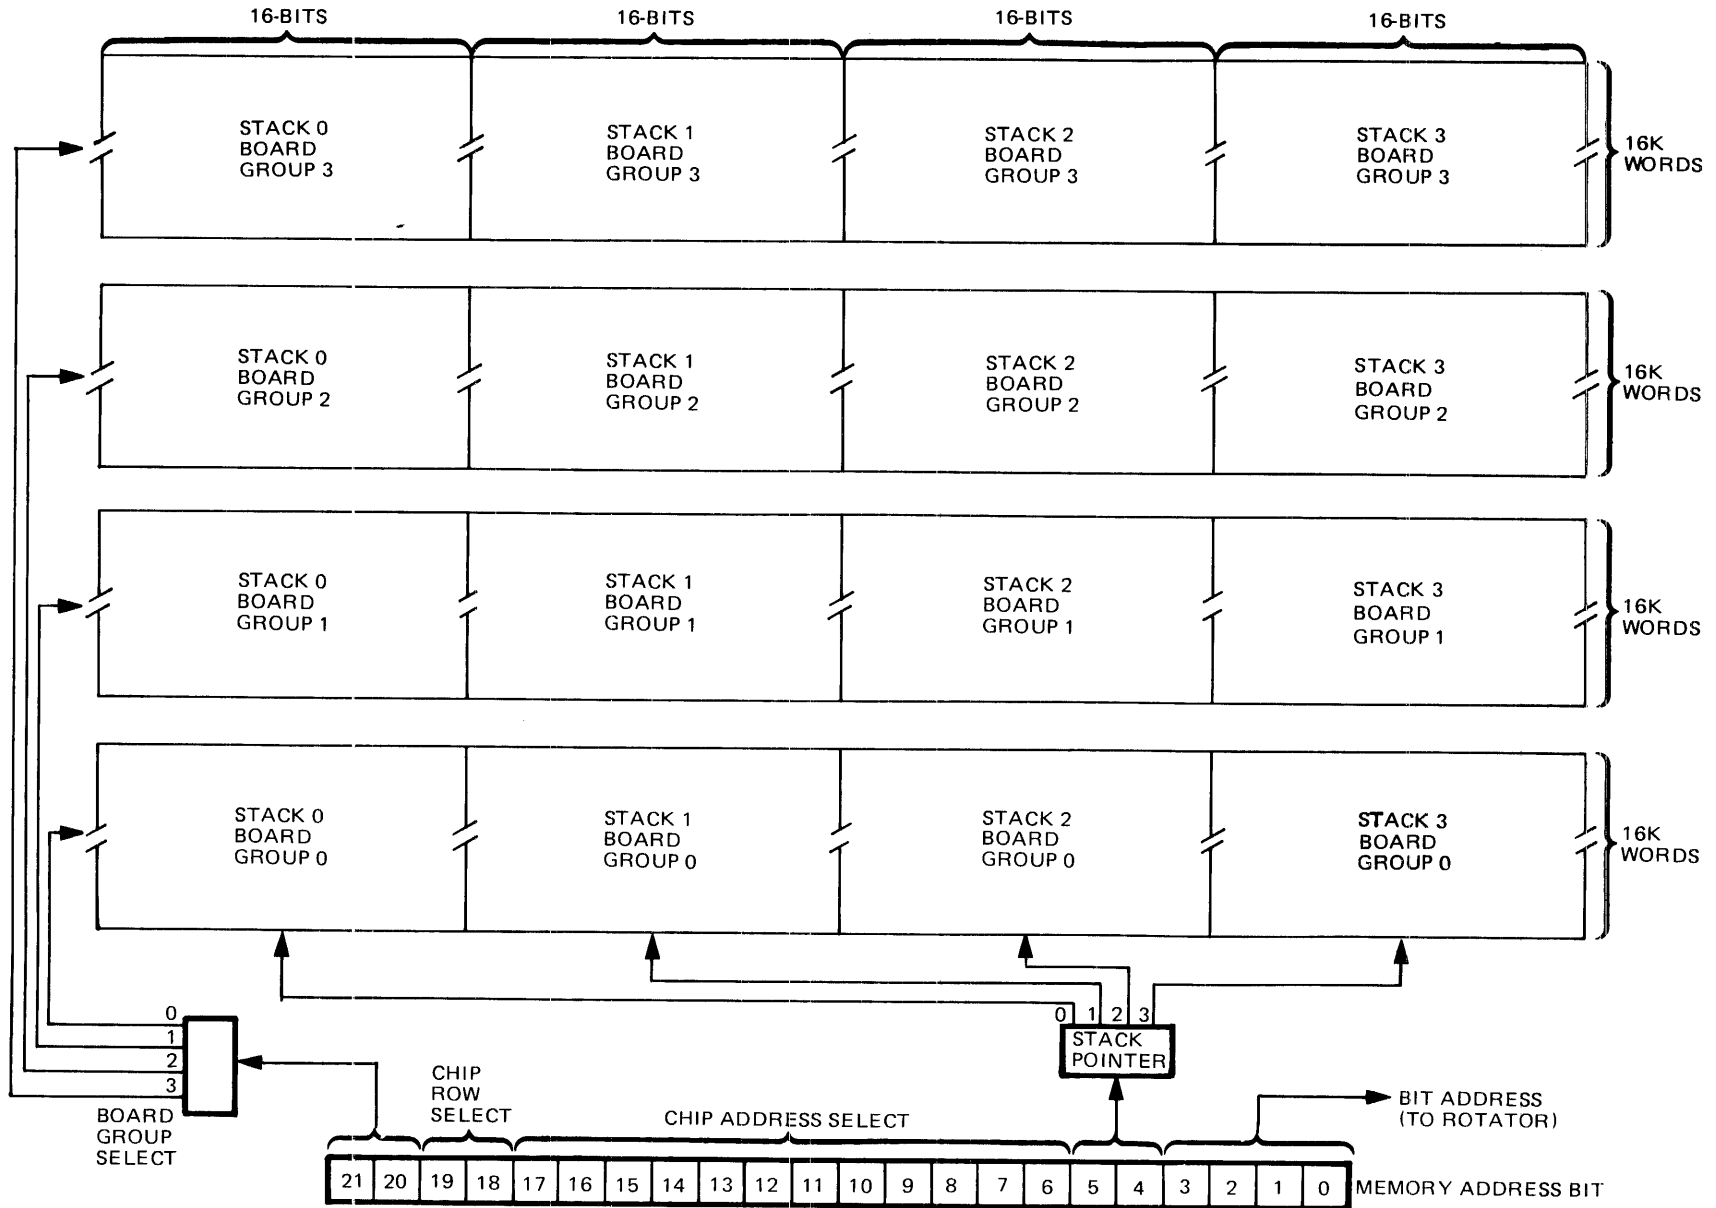 16-BITS
16-BITS
16-BITS
16-BITS
STACK 0
BOARD
GROUP 3
STACK 1
BOARD
GROUP 3
STACK 2
BOARD
GROUP 3
STACK 3
BOARD
GROUP 3
16K
WORDS
STACK 0
BOARD
GROUP 2
STACK 1
BOARD
GROUP 2
STACK 2
BOARD
GROUP 2
STACK 3
BOARD
GROUP 2
16K
WORDS
STACK 0
BOARD
GROUP 1
STACK 1
BOARD
GROUP 1
STACK 2
BOARD
GROUP 1
STACK 3
BOARD
GROUP 1
16K
WORDS
STACK 0
BOARD
GROUP 0
STACK 1
BOARD
GROUP 0
STACK 2
BOARD
GROUP 0
STACK 3
BOARD
GROUP 0
16K
WORDS
0
1
2
3
BOARD
GROUP
SELECT
0 1 2 3
STACK
POINTER
CHIP
ROW
SELECT
CHIP ADDRESS SELECT
BIT ADDRESS
(TO ROTATOR)
21 20 19 18 17 16 15 14 13 12 11 10 9 8 7 6 5 4 3 2 1 0 MEMORY ADDRESS BIT